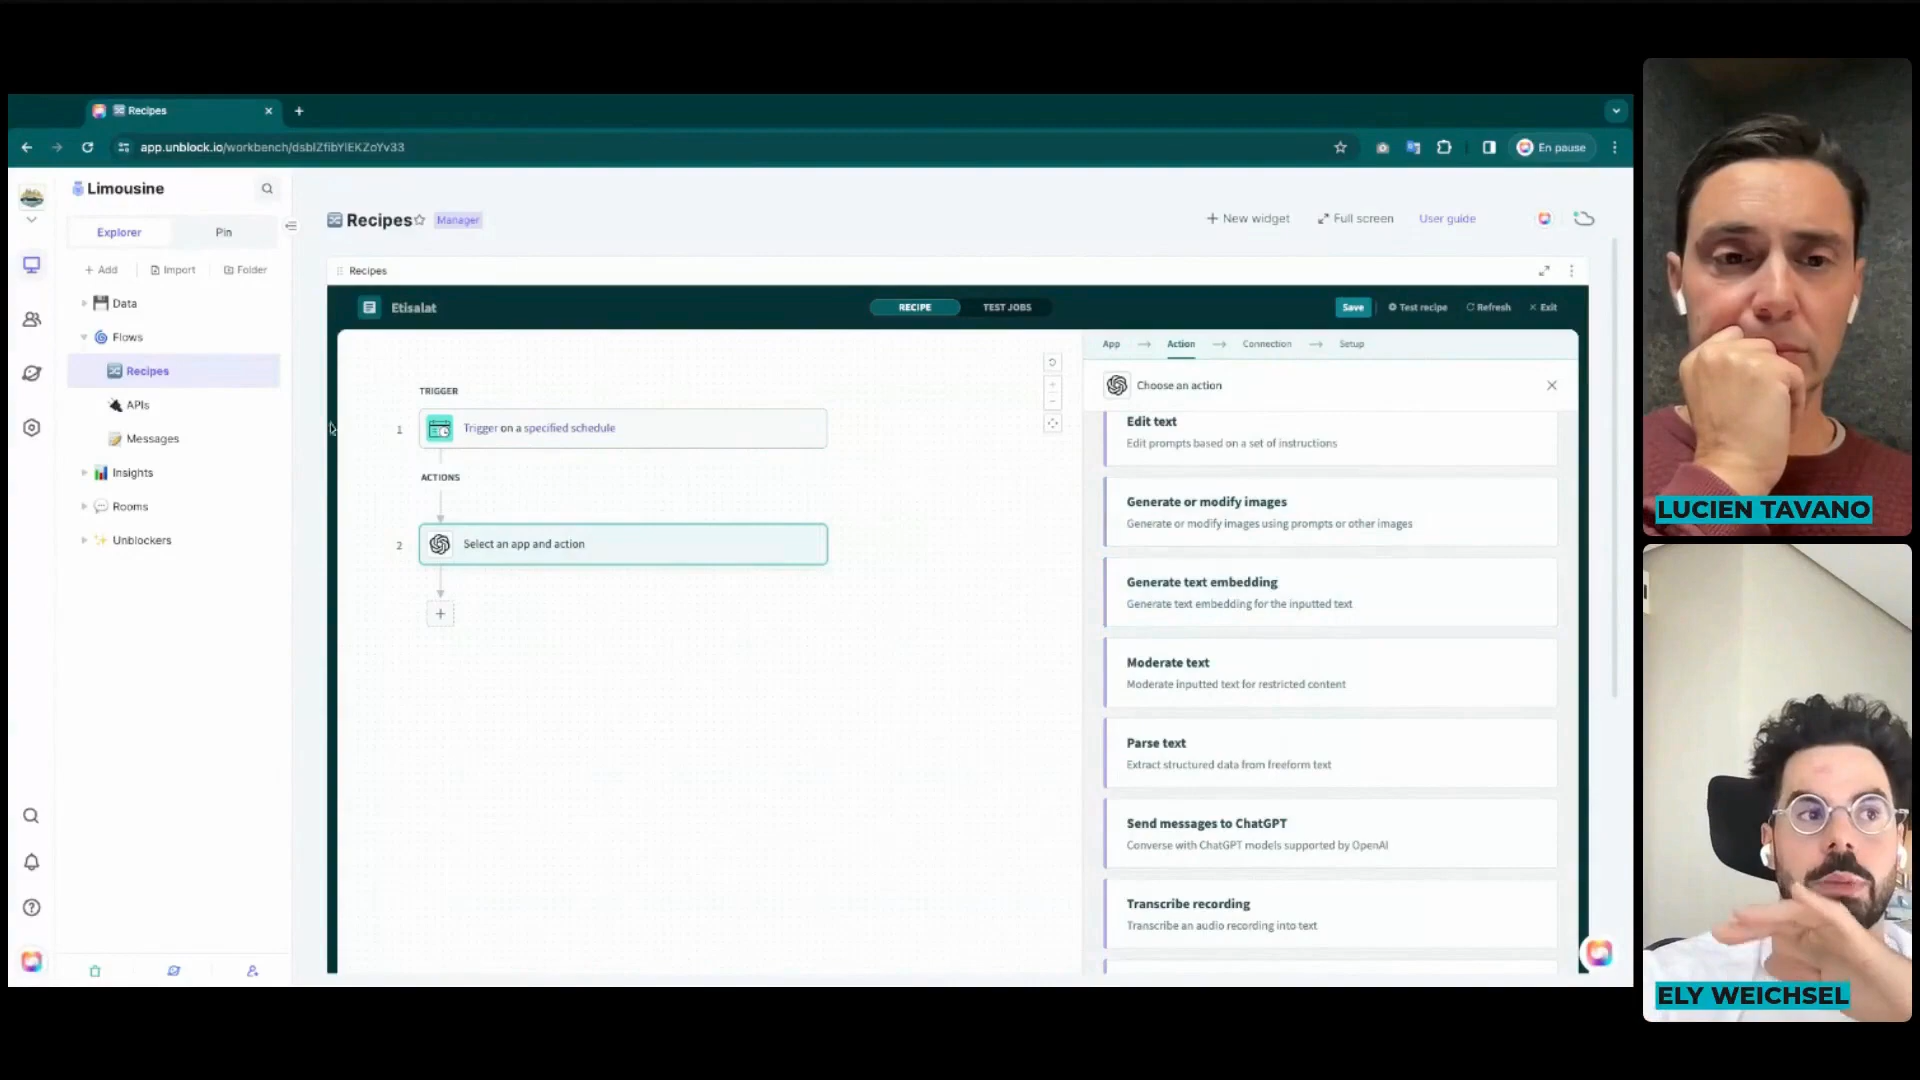 Recipes
app.unblock.io/workbench/dsblZfibYlEKZoYv33
En pause
Limousine
Explorer
Pin
Add
Import
Folder
Data
Flows
Recipes
APIs
Messages
Insights
Rooms
Unblockers
Recipes
Manager
New widget
Full screen
User guide
Recipes
Etisalat
RECIPE
TEST JOBS
Save
Test recipe
Refresh
Exit
TRIGGER
1
Trigger on a specified schedule
ACTIONS
2
Select an app and action
App
Action
Connection
Setup
Choose an action
Edit text
Edit prompts based on a set of instructions
Generate or modify images
Generate or modify images using prompts or other images
Generate text embedding
Generate text embedding for the inputted text
Moderate text
Moderate inputted text for restricted content
Parse text
Extract structured data from freeform text
Send messages to ChatGPT
Converse with ChatGPT models supported by OpenAI
Transcribe recording
Transcribe an audio recording into text
LUCIEN TAVANO
ELY WEICHSEL